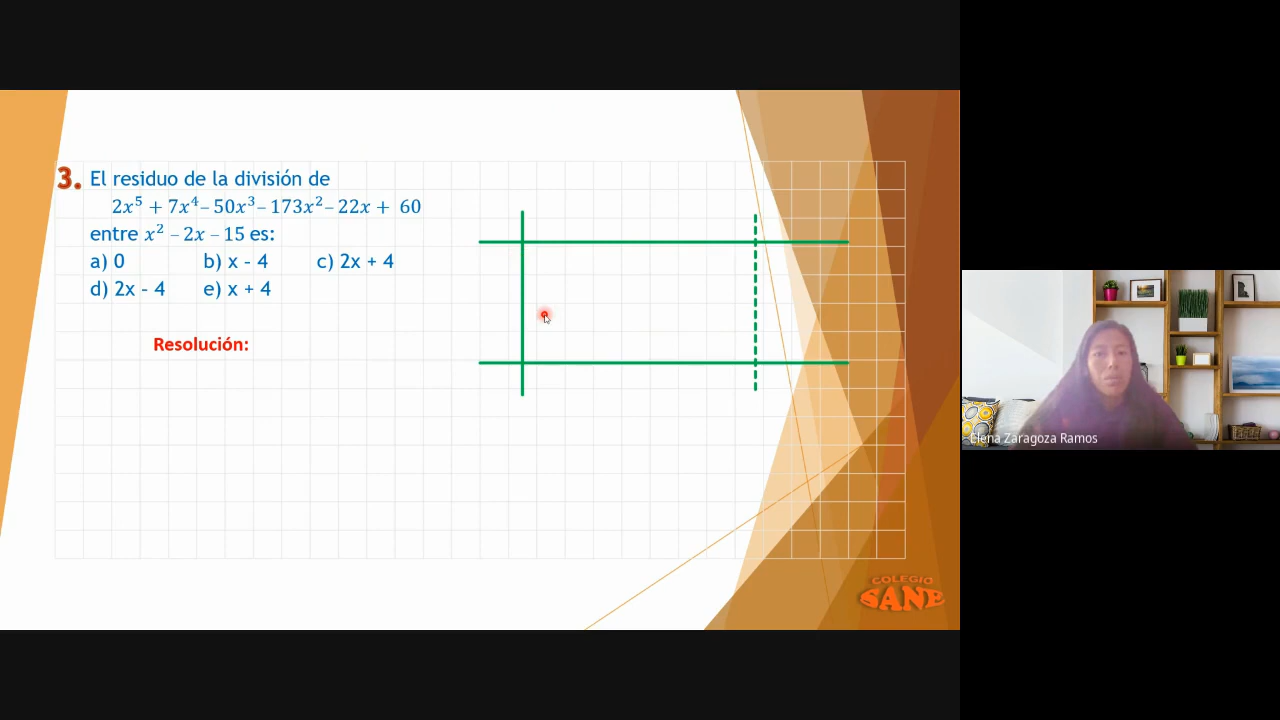 3. El residuo de la división de
2x⁵ + 7x⁴ – 50x³ – 173x² – 22x + 60
entre x² – 2x – 15 es:
a) 0 b) x - 4 c) 2x + 4
d) 2x - 4 e) x + 4
Resolución:
Elena Zaragoza Ramos
COLEGIO
SANE